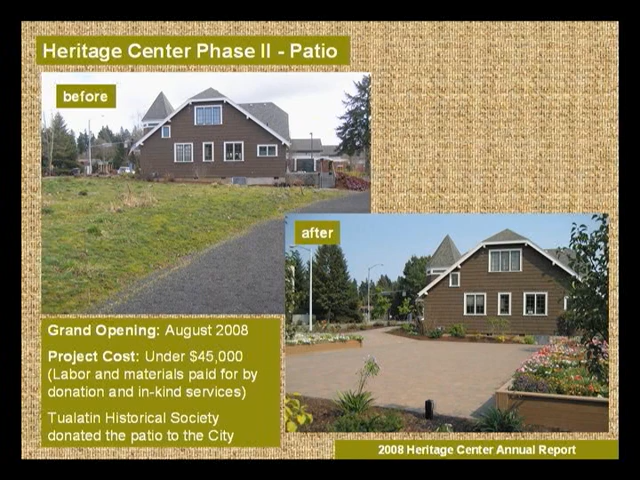 Heritage Center Phase II - Patio
before
after
Grand Opening: August 2008
Project Cost: Under $45,000
(Labor and materials paid for by
donation and in-kind services)
Tualatin Historical Society
donated the patio to the City
2008 Heritage Center Annual Report